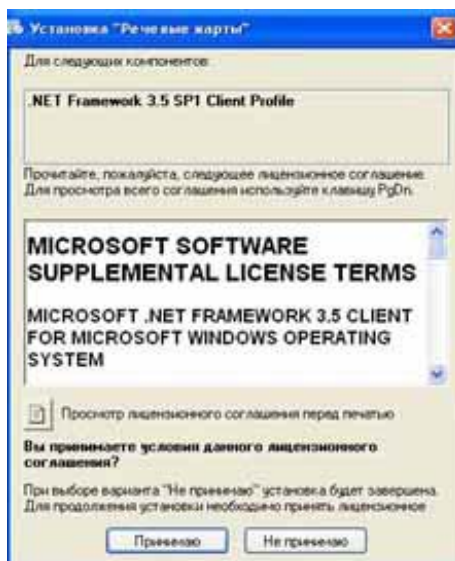 Установка "Речевые карты"
Для следующих компонентов:
.NET Framework 3.5 SP1 Client Profile
Прочитайте, пожалуйста, следующее лицензионное соглашение.
Для просмотра всего соглашения используйте клавишу PgDn.
MICROSOFT SOFTWARE
SUPPLEMENTAL LICENSE TERMS
MICROSOFT .NET FRAMEWORK 3.5 CLIENT
FOR MICROSOFT WINDOWS OPERATING
SYSTEM
Просмотр лицензионного соглашения перед печатью
Вы принимаете условия данного лицензионного
соглашения?
При выборе варианта "Не принимаю" установка будет завершена.
Для продолжения установки необходимо принять лицензионное
Принимаю
Не принимаю